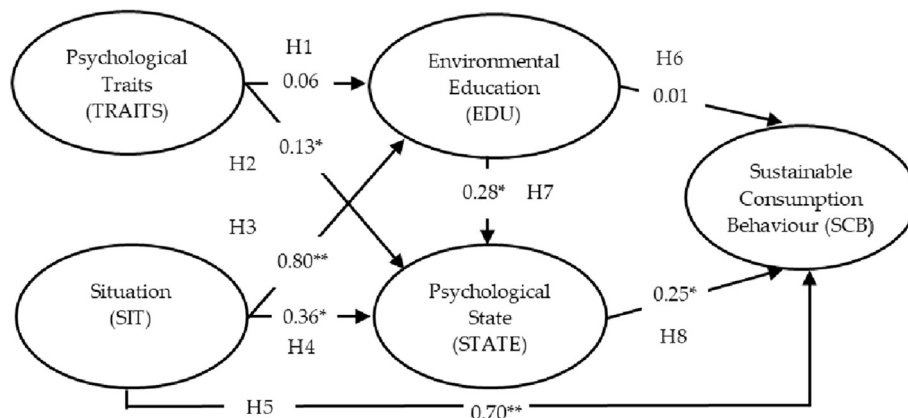 Psychological
Traits
(TRAITS)
H1
0.06
Environmental
Education
(EDU)
H6
0.01
H2
0.13*
0.28*
H7
Sustainable
Consumption
Behaviour (SCB)
H3
0.80**
Situation
(SIT)
0.36*
H4
Psychological
State
(STATE)
0.25*
H8
H5
0.70**